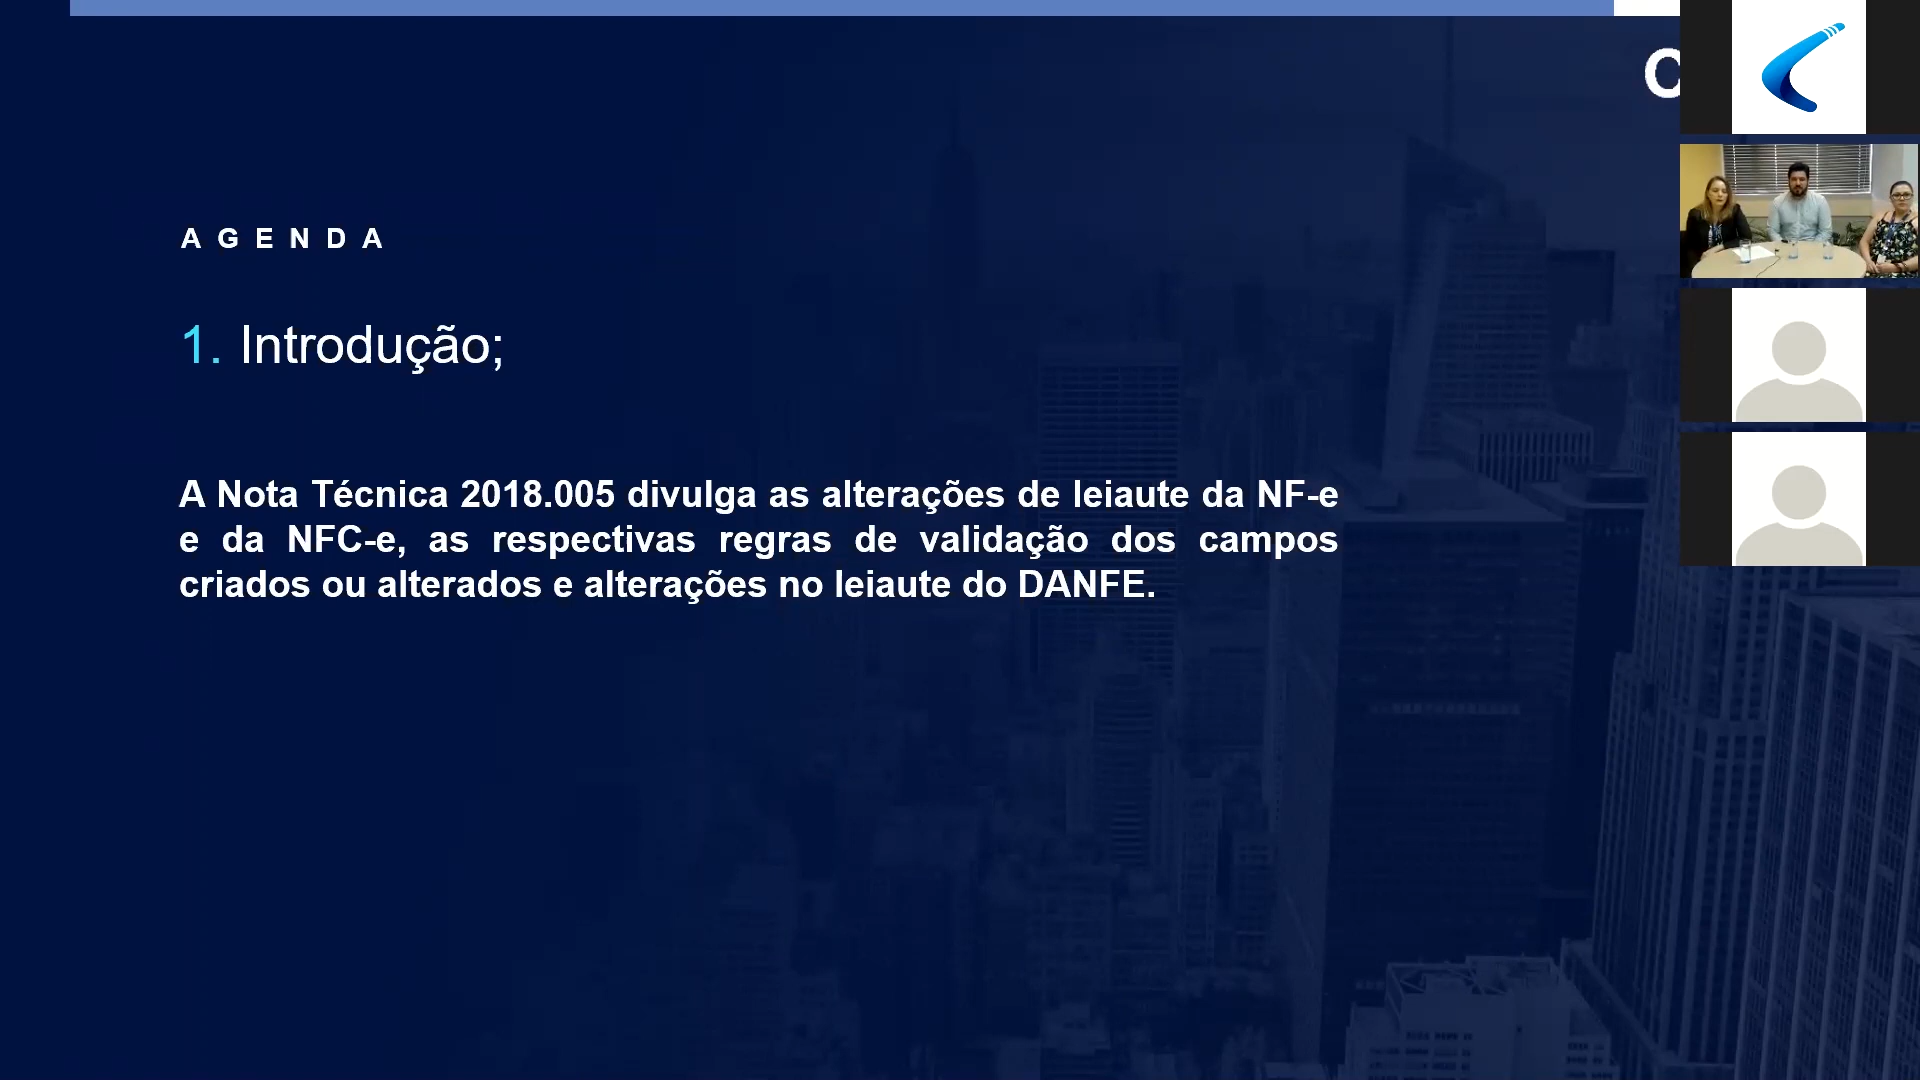 AGENDA
1. Introdução;
A Nota Técnica 2018.005 divulga as alterações de leiaute da NF-e
e da NFC-e, as respectivas regras de validação dos campos
criados ou alterados e alterações no leiaute do DANFE.